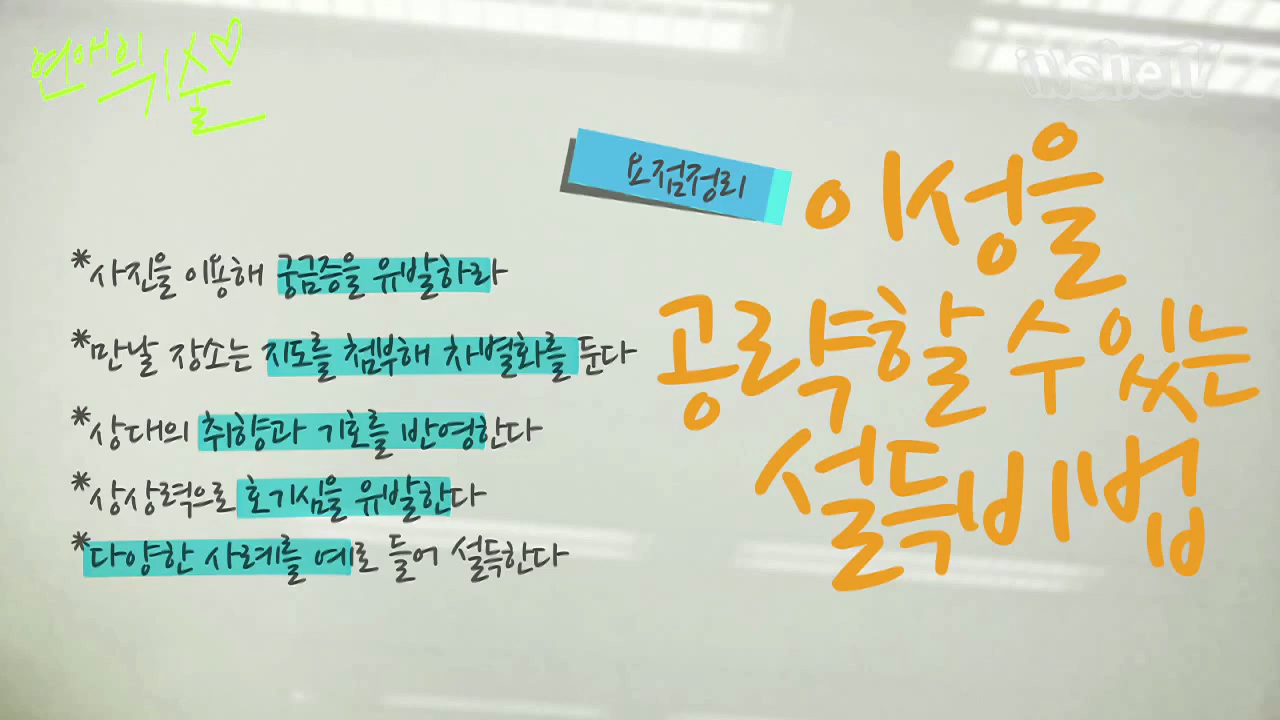 연애의 기술♡
iNSiteTV
요점정리
이성을
공략할 수 있는
설득비법
*사진을 이용해 궁금증을 유발하라
*만날 장소는 지도를 첨부해 차별화를 둔다
*상대의 취향과 기호를 반영한다
*상상력으로 호기심을 유발한다
*다양한 사례를 예로 들어 설득한다